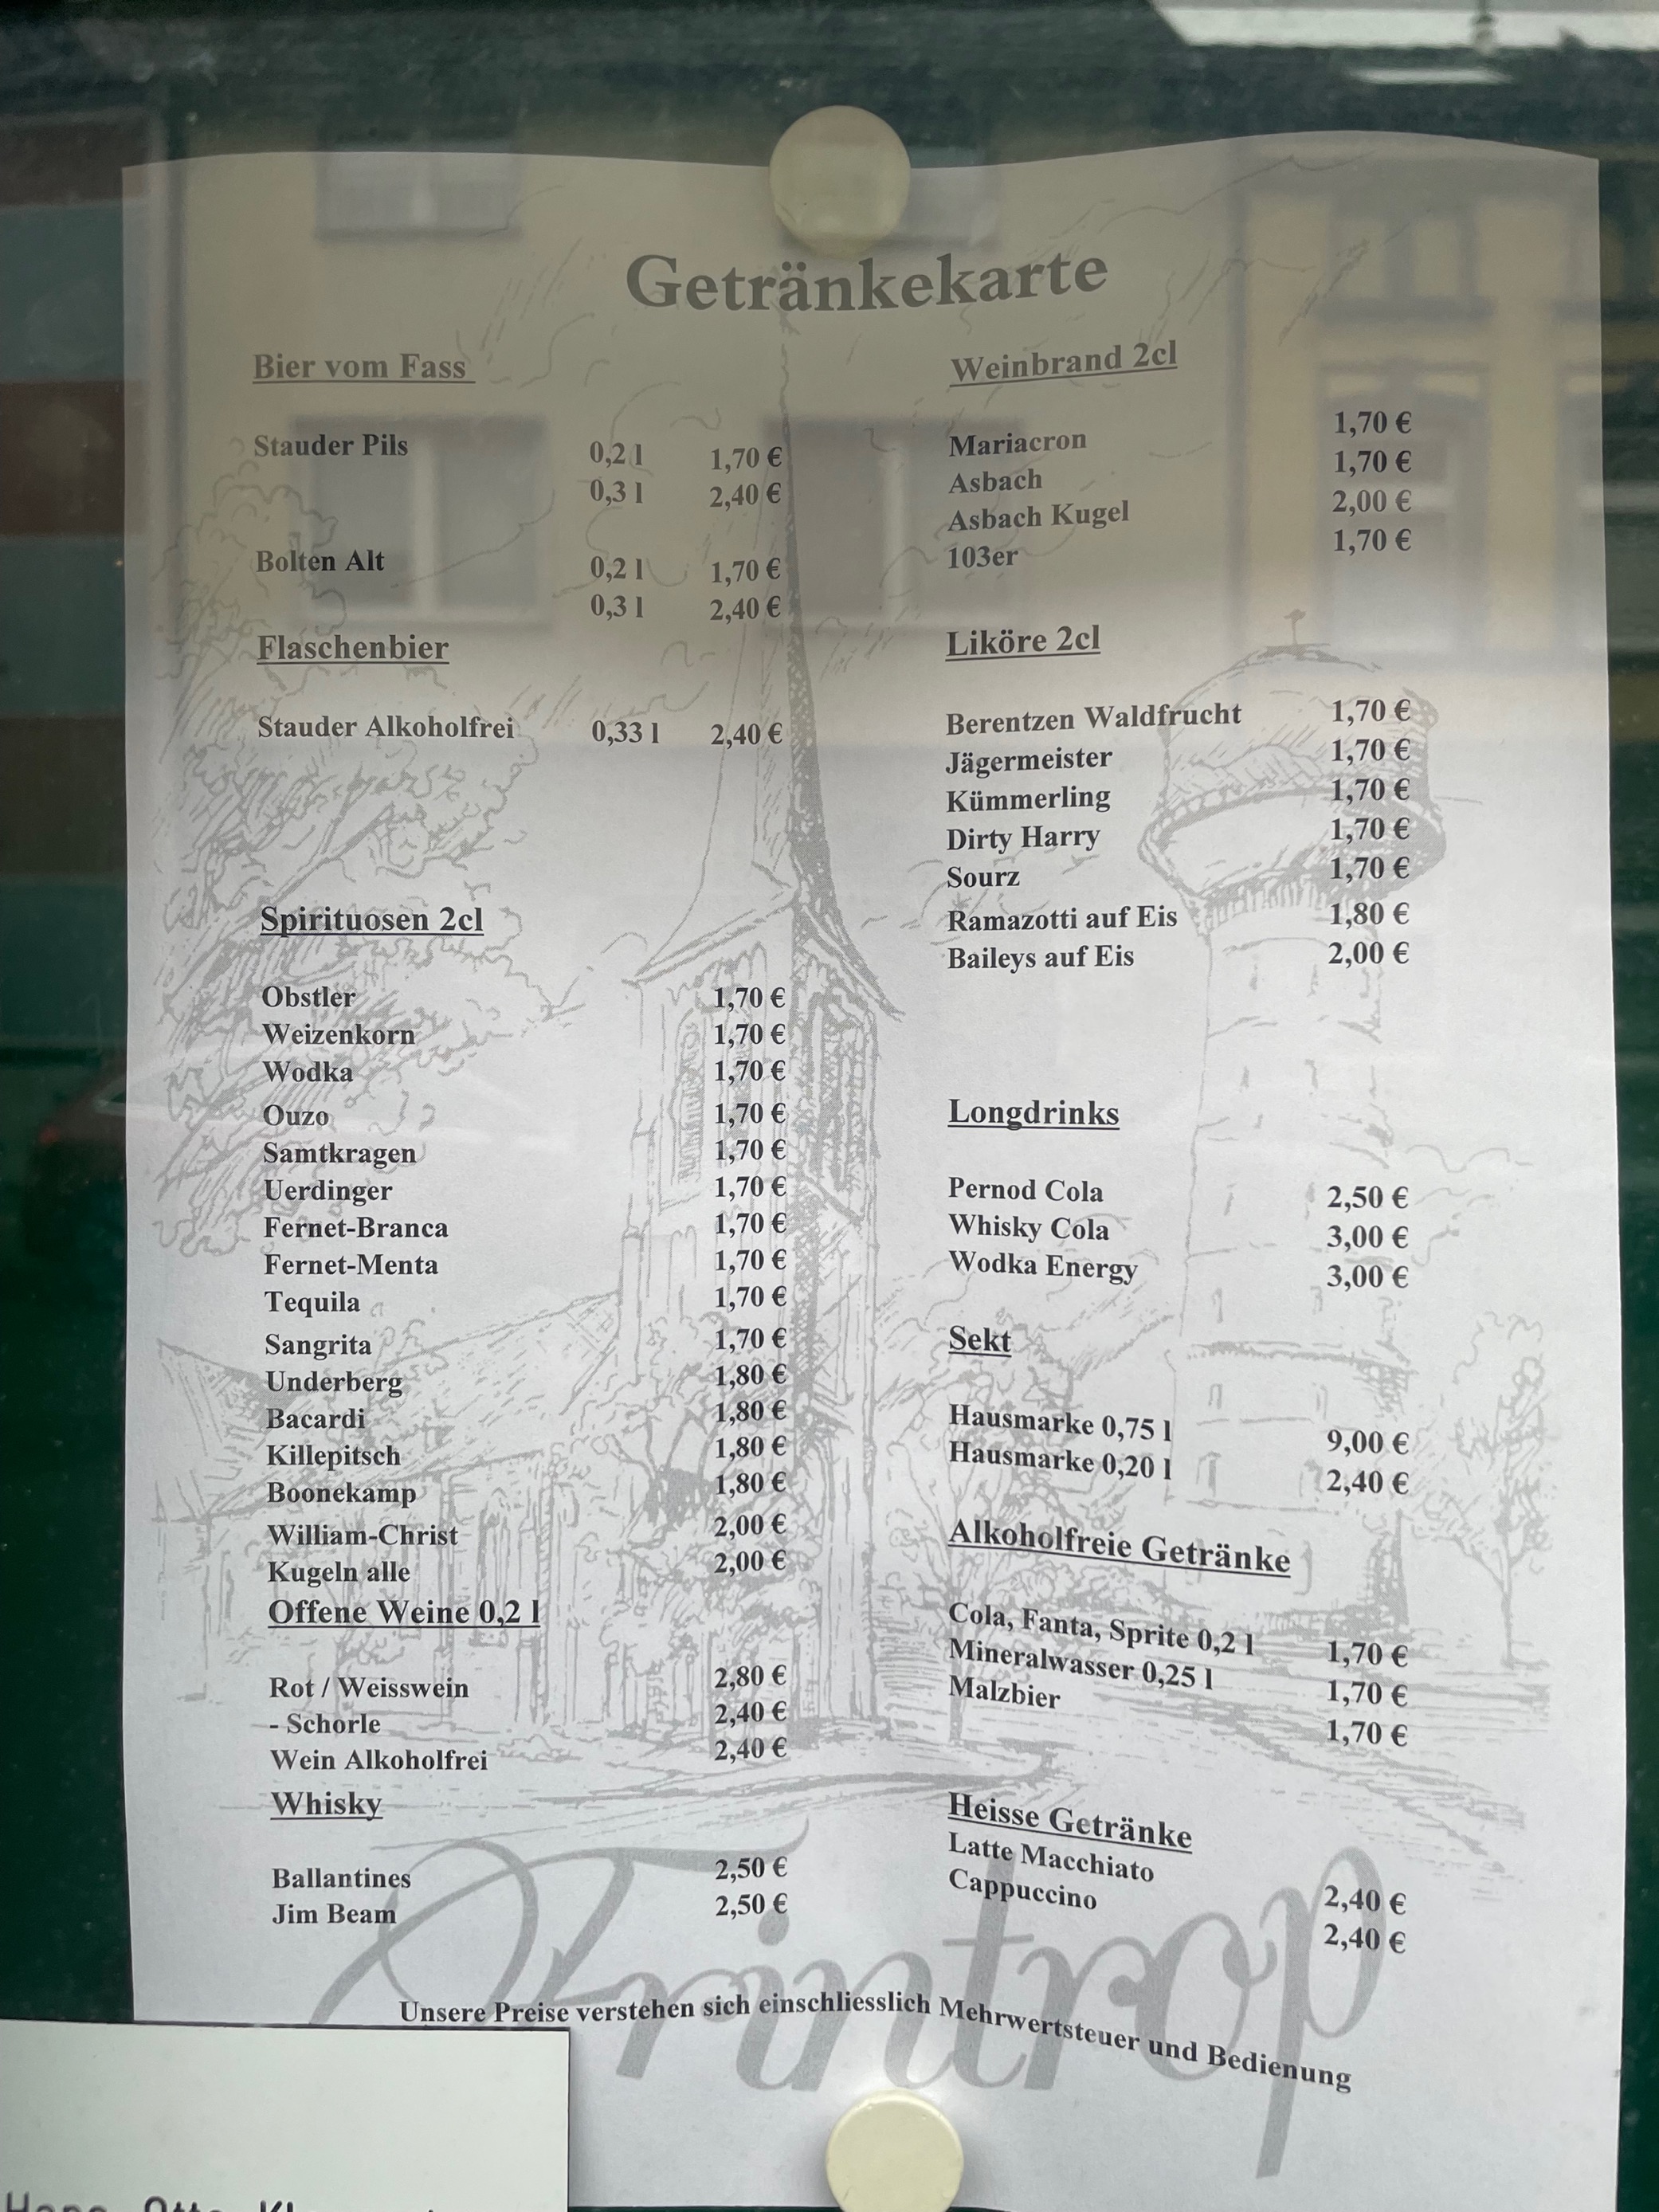 Getränkekarte
Bier vom Fass
Stauder Pils 0,2 l 1,70 €
0,3 l 2,40 €
Bolten Alt 0,2 l 1,70 €
0,3 l 2,40 €
Flaschenbier
Stauder Alkoholfrei 0,33 l 2,40 €
Spirituosen 2cl
Obstler 1,70 €
Weizenkorn 1,70 €
Wodka 1,70 €
Ouzo 1,70 €
Samtkragen 1,70 €
Uerdinger 1,70 €
Fernet-Branca 1,70 €
Fernet-Menta 1,70 €
Tequila 1,70 €
Sangrita 1,70 €
Underberg 1,80 €
Bacardi 1,80 €
Killepitsch 1,80 €
Boonekamp 1,80 €
William-Christ 2,00 €
Kugeln alle 2,00 €
Offene Weine 0,2 l
Rot / Weisswein 2,80 €
- Schorle 2,40 €
Wein Alkoholfrei 2,40 €
Whisky
Ballantines 2,50 €
Jim Beam 2,50 €
Weinbrand 2cl
Mariacron 1,70 €
Asbach 1,70 €
Asbach Kugel 2,00 €
103er 1,70 €
Liköre 2cl
Berentzen Waldfrucht 1,70 €
Jägermeister 1,70 €
Kümmerling 1,70 €
Dirty Harry 1,70 €
Sourz 1,70 €
Ramazotti auf Eis 1,80 €
Baileys auf Eis 2,00 €
Longdrinks
Pernod Cola 2,50 €
Whisky Cola 3,00 €
Wodka Energy 3,00 €
Sekt
Hausmarke 0,75 l 9,00 €
Hausmarke 0,20 l 2,40 €
Alkoholfreie Getränke
Cola, Fanta, Sprite 0,2 l 1,70 €
Mineralwasser 0,25 l 1,70 €
Malzbier 1,70 €
Heisse Getränke
Latte Macchiato 2,40 €
Cappuccino 2,40 €
Frintrop
Unsere Preise verstehen sich einschliesslich Mehrwertsteuer und Bedienung